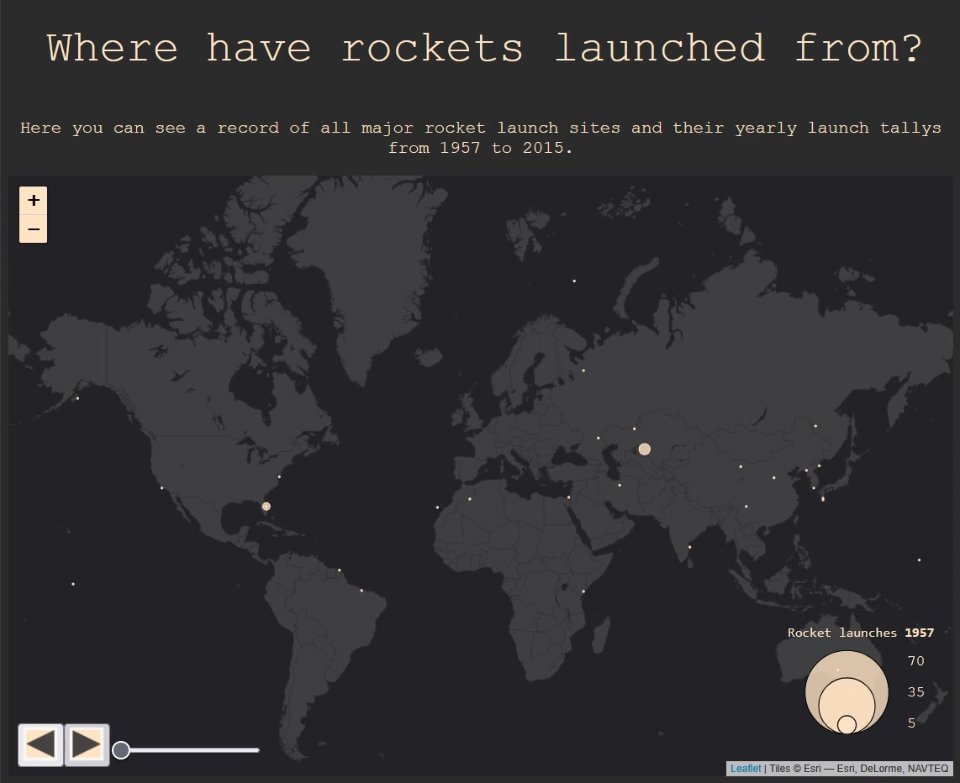 Where have rockets launched from?
Here you can see a record of all major rocket launch sites and their yearly launch tallys
from 1957 to 2015.
+
−
Rocket launches 1957
70
35
5
Leaflet | Tiles © Esri — Esri, DeLorme, NAVTEQ